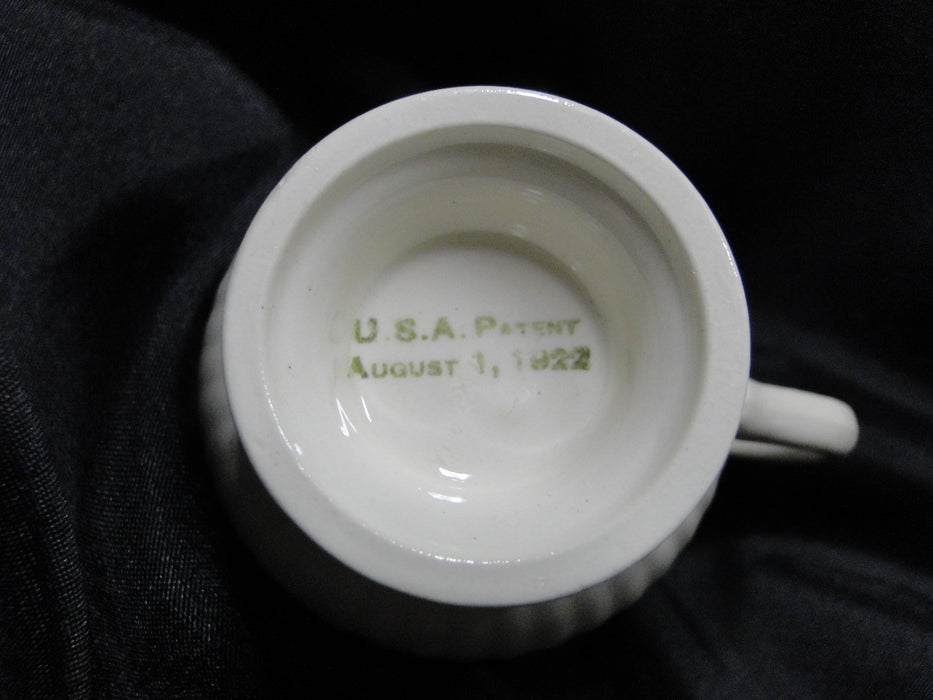 U.S.A. PATENT
AUGUST 1, 1922